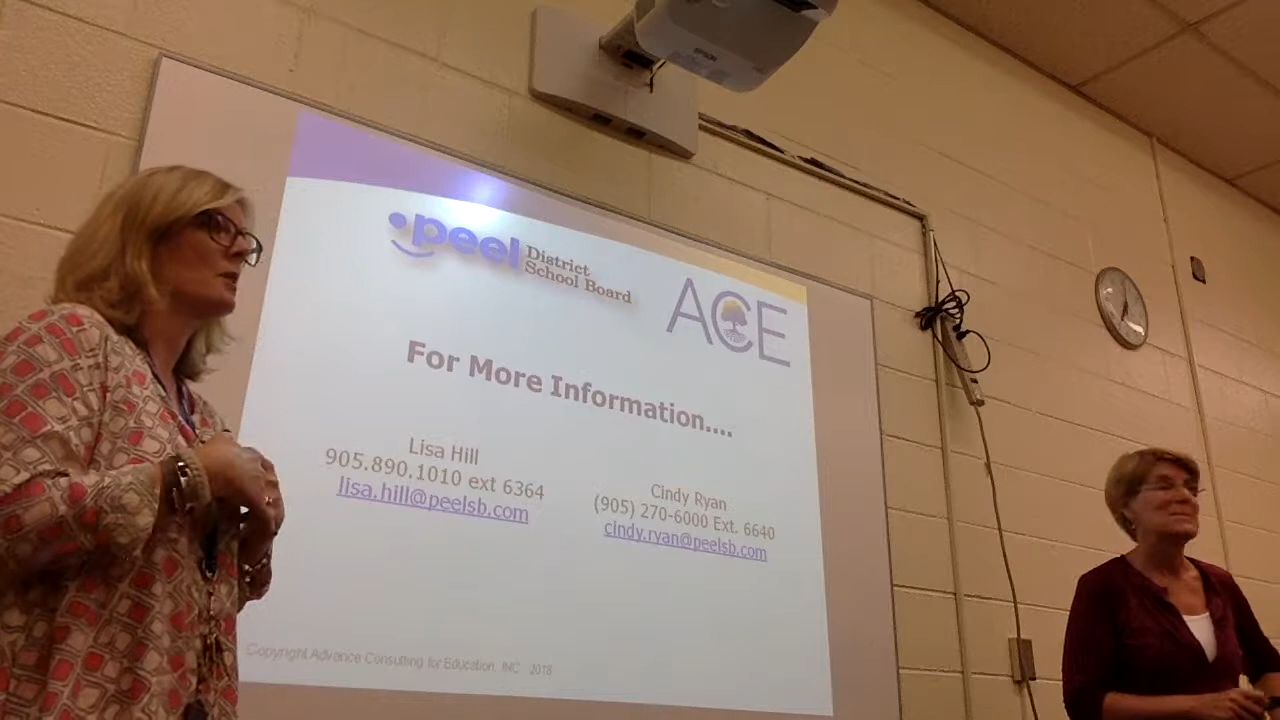 EPSON
peel District
School Board
ACE
For More Information....
Lisa Hill
905.890.1010 ext 6364
lisa.hill@peelsb.com
Cindy Ryan
(905) 270-6000 Ext. 6640
cindy.ryan@peelsb.com
Copyright Advance Consulting for Education, INC 2018